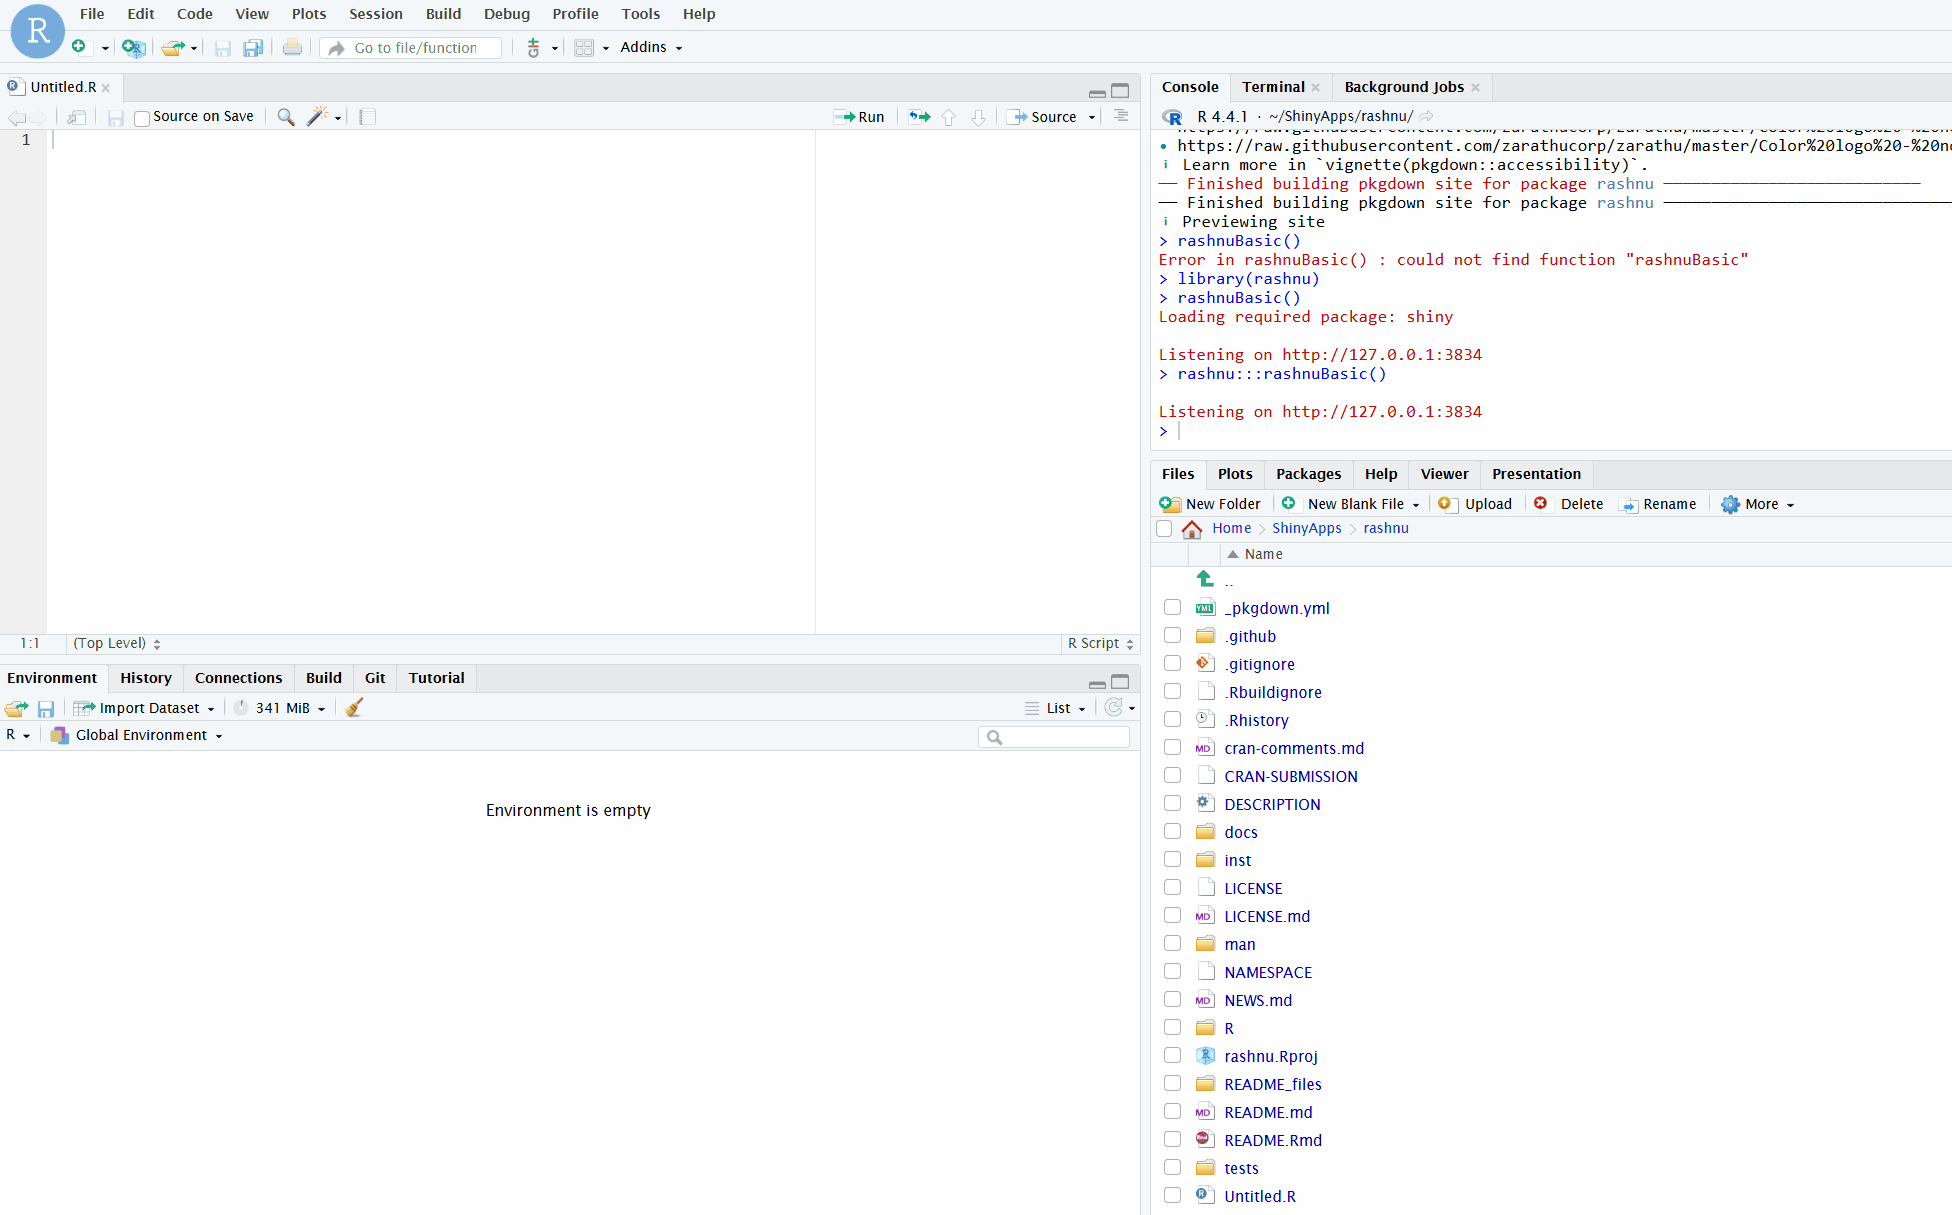 File Edit Code View Plots Session Build Debug Profile Tools Help
R
Go to file/function
Addins
Untitled.R
Source on Save
Run
Source
1
1:1
(Top Level)
R Script
Environment History Connections Build Git Tutorial
Import Dataset
341 MiB
List
R
Global Environment
Environment is empty
Console Terminal Background Jobs
R 4.4.1 · ~/ShinyApps/rashnu/
• https://raw.githubusercontent.com/zarathucorp/zarathu/master/Color%20logo%20-%20n
i Learn more in `vignette(pkgdown::accessibility)`.
── Finished building pkgdown site for package rashnu ───────────────────────────
── Finished building pkgdown site for package rashnu ───────────────────────────
i Previewing site
> rashnuBasic()
Error in rashnuBasic() : could not find function "rashnuBasic"
> library(rashnu)
> rashnuBasic()
Loading required package: shiny
Listening on http://127.0.0.1:3834
> rashnu:::rashnuBasic()
Listening on http://127.0.0.1:3834
>
Files Plots Packages Help Viewer Presentation
New Folder New Blank File Upload Delete Rename More
Home ShinyApps rashnu
Name
..
_pkgdown.yml
.github
.gitignore
.Rbuildignore
.Rhistory
cran-comments.md
CRAN-SUBMISSION
DESCRIPTION
docs
inst
LICENSE
LICENSE.md
man
NAMESPACE
NEWS.md
R
rashnu.Rproj
README_files
README.md
README.Rmd
tests
Untitled.R